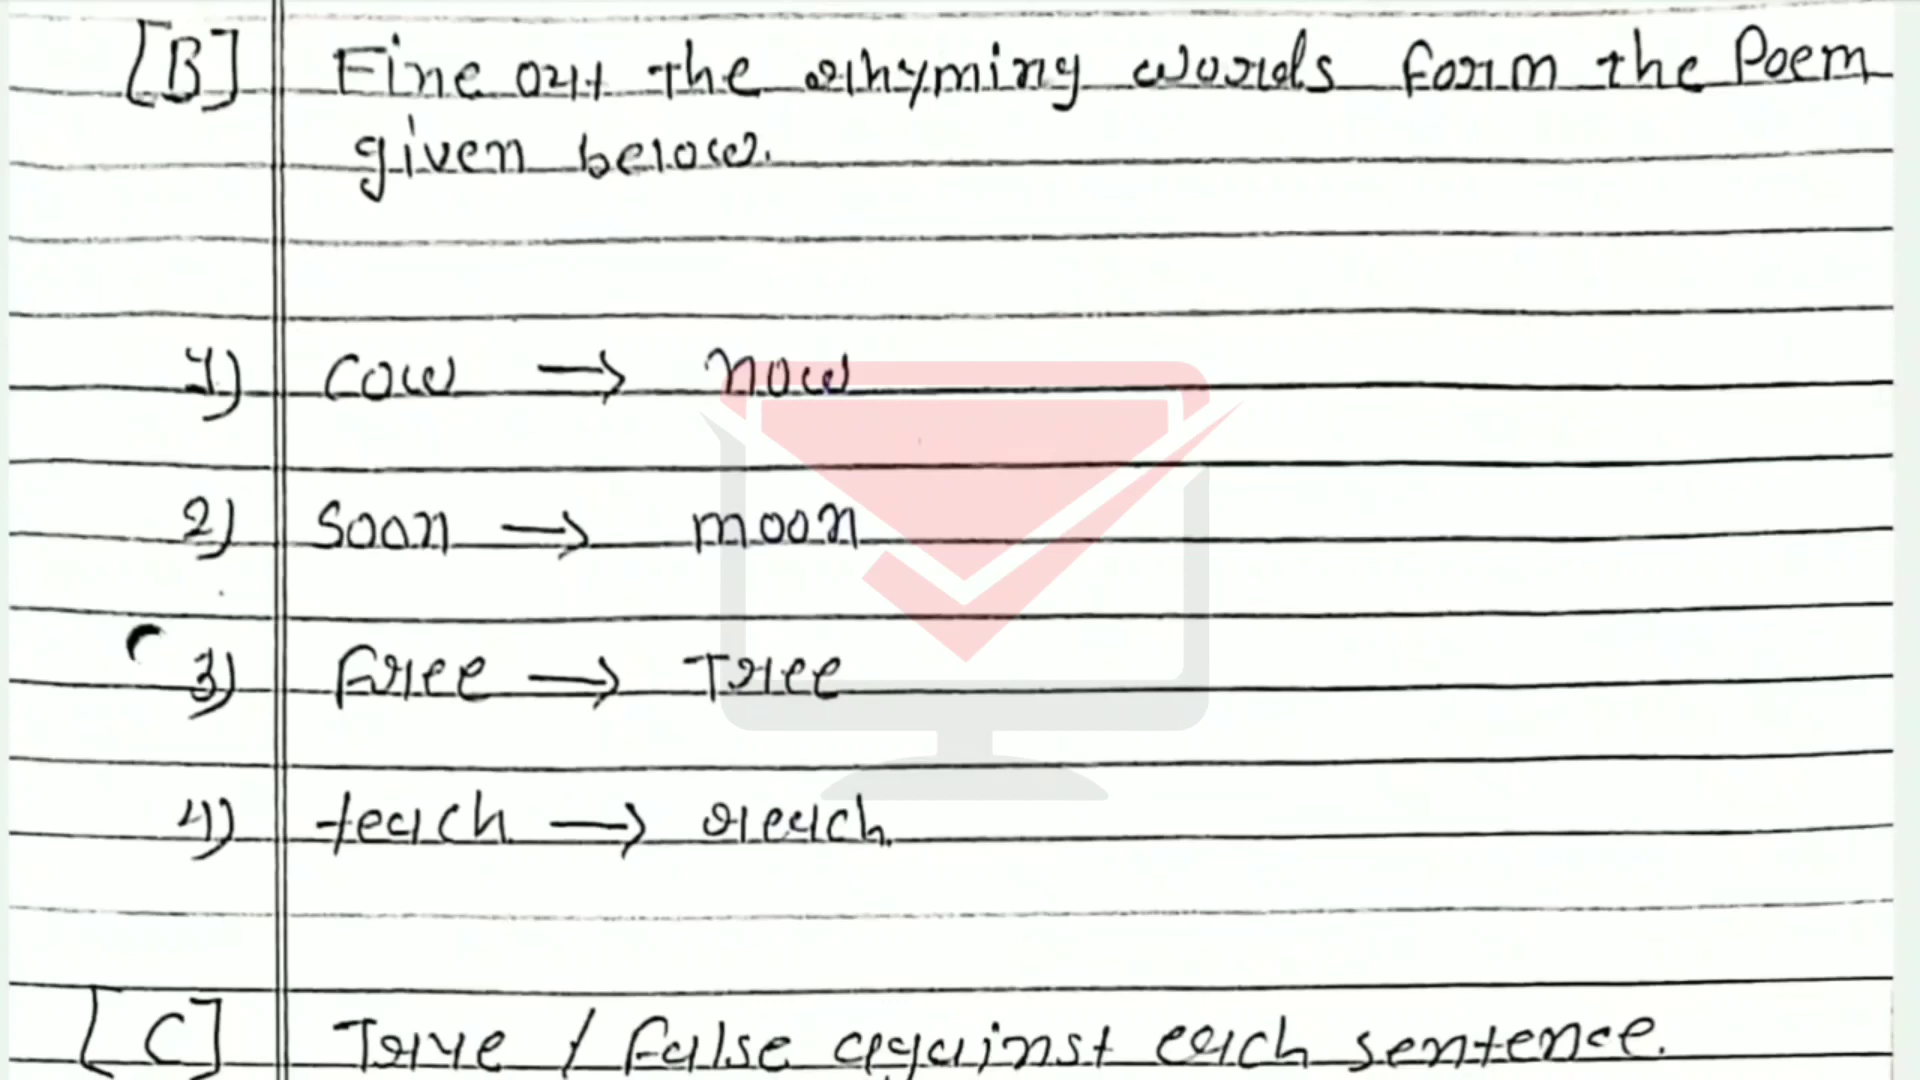 [B] Fine out the rhyming words form the Poem
given below.
1) cow → now
2) soon → moon
3) free → Tree
4) teach → reach.
[C] True / false against each sentence.